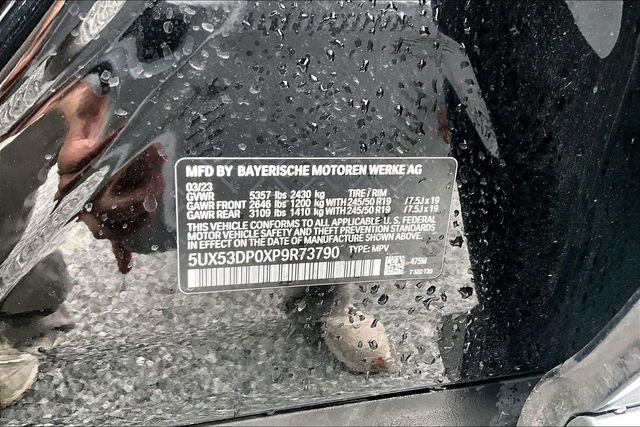 MFD BY BAYERISCHE MOTOREN WERKE AG
03/23
GVWR 5357 lbs 2430 kg TIRE / RIM
GAWR FRONT 2646 lbs 1200 kg WITH 245/50 R19 /7.5J x 19
GAWR REAR 3109 lbs 1410 kg WITH 245/50 R19 /7.5J x 19
THIS VEHICLE CONFORMS TO ALL APPLICABLE U. S. FEDERAL
MOTOR VEHICLE SAFETY AND THEFT PREVENTION STANDARDS
IN EFFECT ON THE DATE OF MANUFACTURE SHOWN ABOVE.
5UX53DP0XP9R73790 TYPE: MPV
475M